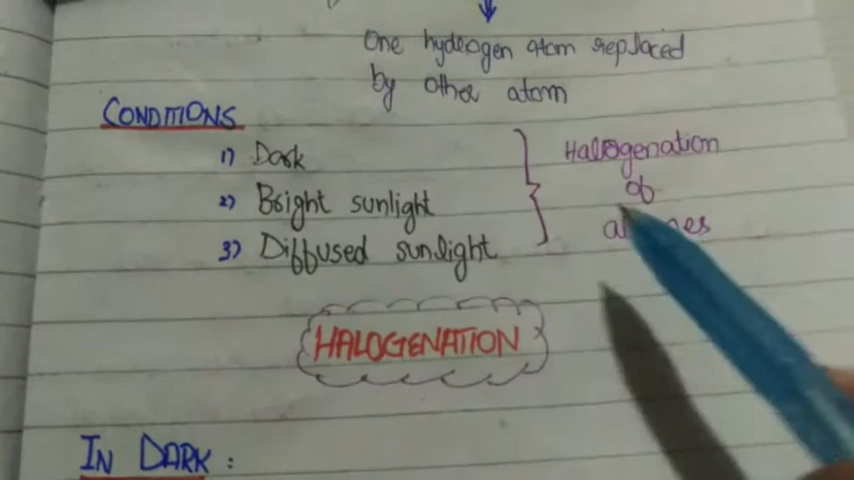 One hydrogen atom replaced
by other atom
CONDITIONS
1) Dark
2) Bright sunlight
3) Diffused sunlight
Halogenation
of
HALOGENATION
IN DARK :